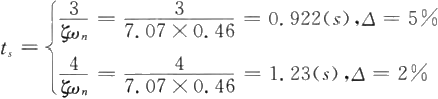 t_s = { 3/(ζω_n) = 3/(7.07×0.46) = 0.922(s), Δ=5%
4/(ζω_n) = 4/(7.07×0.46) = 1.23(s), Δ=2%